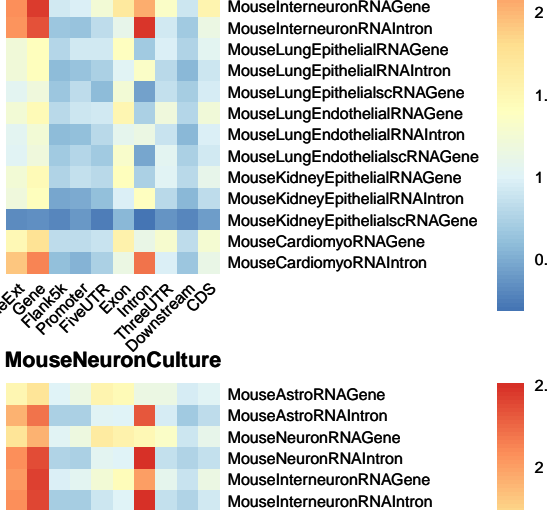 MouseInterneuronRNAGene
MouseInterneuronRNAIntron
MouseLungEpithelialRNAGene
MouseLungEpithelialRNAIntron
MouseLungEpithelialscRNAGene
MouseLungEndothelialRNAGene
MouseLungEndothelialRNAIntron
MouseLungEndothelialscRNAGene
MouseKidneyEpithelialRNAGene
MouseKidneyEpithelialRNAIntron
MouseKidneyEpithelialscRNAGene
MouseCardiomyoRNAGene
MouseCardiomyoRNAIntron
2
1.
1
0.
eExt
Gene
Flank5k
Promoter
FiveUTR
Exon
Intron
ThreeUTR
Downstream
CDS
MouseNeuronCulture
MouseAstroRNAGene
MouseAstroRNAIntron
MouseNeuronRNAGene
MouseNeuronRNAIntron
MouseInterneuronRNAGene
MouseInterneuronRNAIntron
2.
2